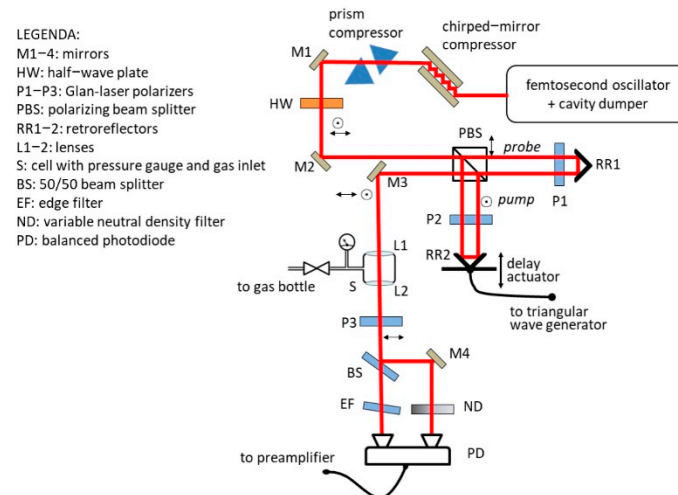 LEGENDA:
M1–4: mirrors
HW: half–wave plate
P1–P3: Glan-laser polarizers
PBS: polarizing beam splitter
RR1–2: retroreflectors
L1-2: lenses
S: cell with pressure gauge and gas inlet
BS: 50/50 beam splitter
EF: edge filter
ND: variable neutral density filter
PD: balanced photodiode
prism
compressor
chirped–mirror
compressor
M1
femtosecond oscillator
+ cavity dumper
HW
PBS
probe
M2
M3
RR1
P1
pump
P2
RR2
delay
actuator
L1
S
L2
to gas bottle
to triangular
wave generator
P3
M4
BS
EF
ND
to preamplifier
PD